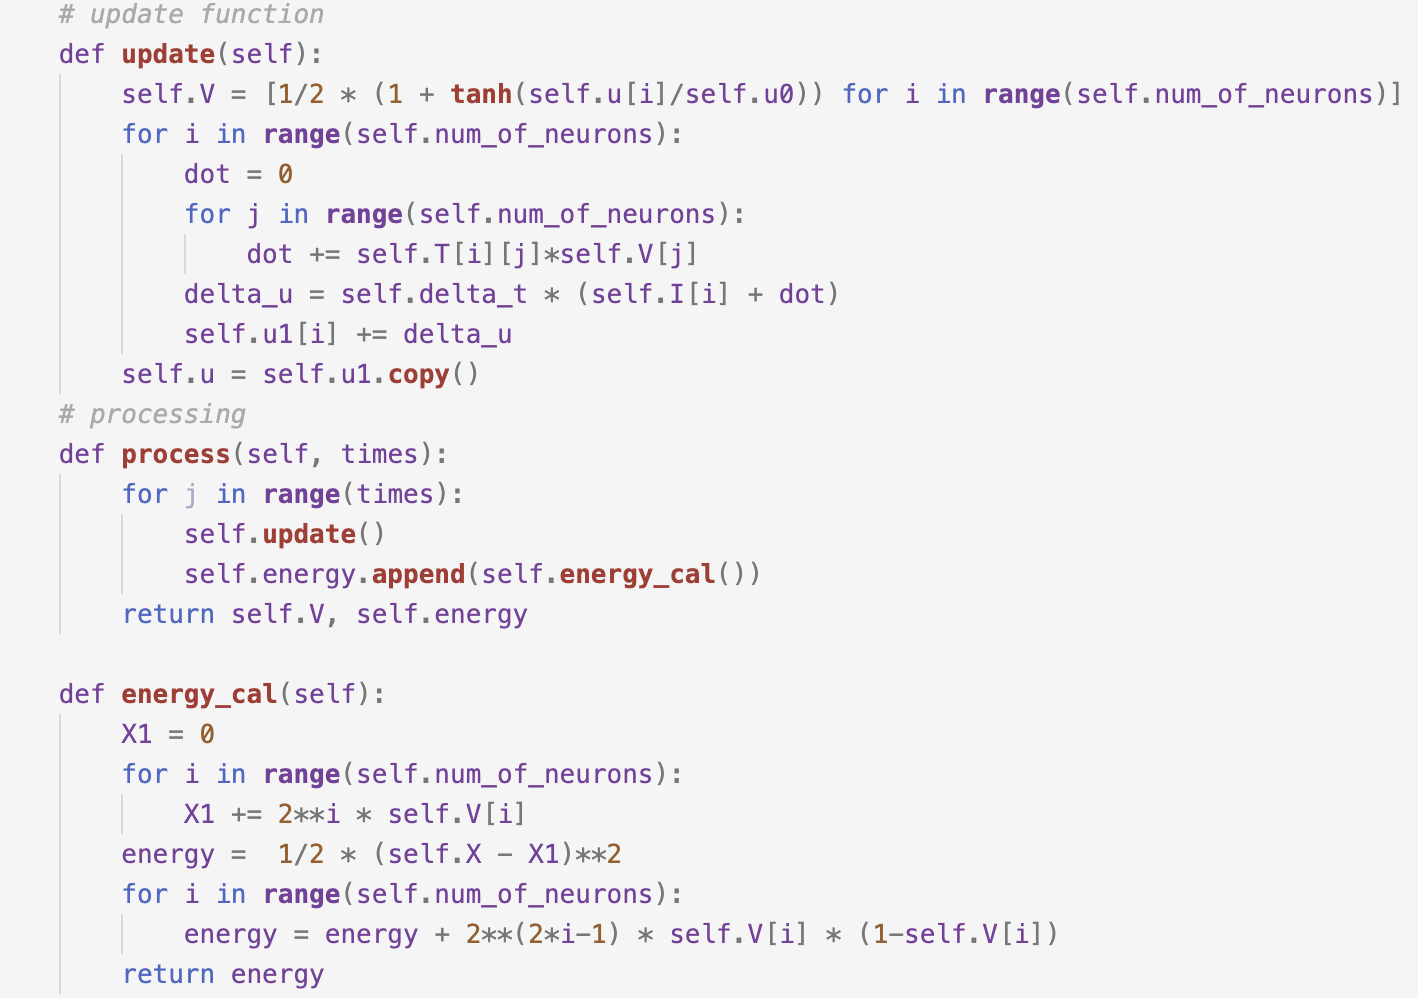 # update function
def update(self):
    self.V = [1/2 * (1 + tanh(self.u[i]/self.u0)) for i in range(self.num_of_neurons)]
    for i in range(self.num_of_neurons):
        dot = 0
        for j in range(self.num_of_neurons):
            dot += self.T[i][j]*self.V[j]
        delta_u = self.delta_t * (self.I[i] + dot)
        self.u1[i] += delta_u
    self.u = self.u1.copy()
# processing
def process(self, times):
    for j in range(times):
        self.update()
        self.energy.append(self.energy_cal())
    return self.V, self.energy

def energy_cal(self):
    X1 = 0
    for i in range(self.num_of_neurons):
        X1 += 2**i * self.V[i]
    energy =  1/2 * (self.X - X1)**2
    for i in range(self.num_of_neurons):
        energy = energy + 2**(2*i-1) * self.V[i] * (1-self.V[i])
    return energy